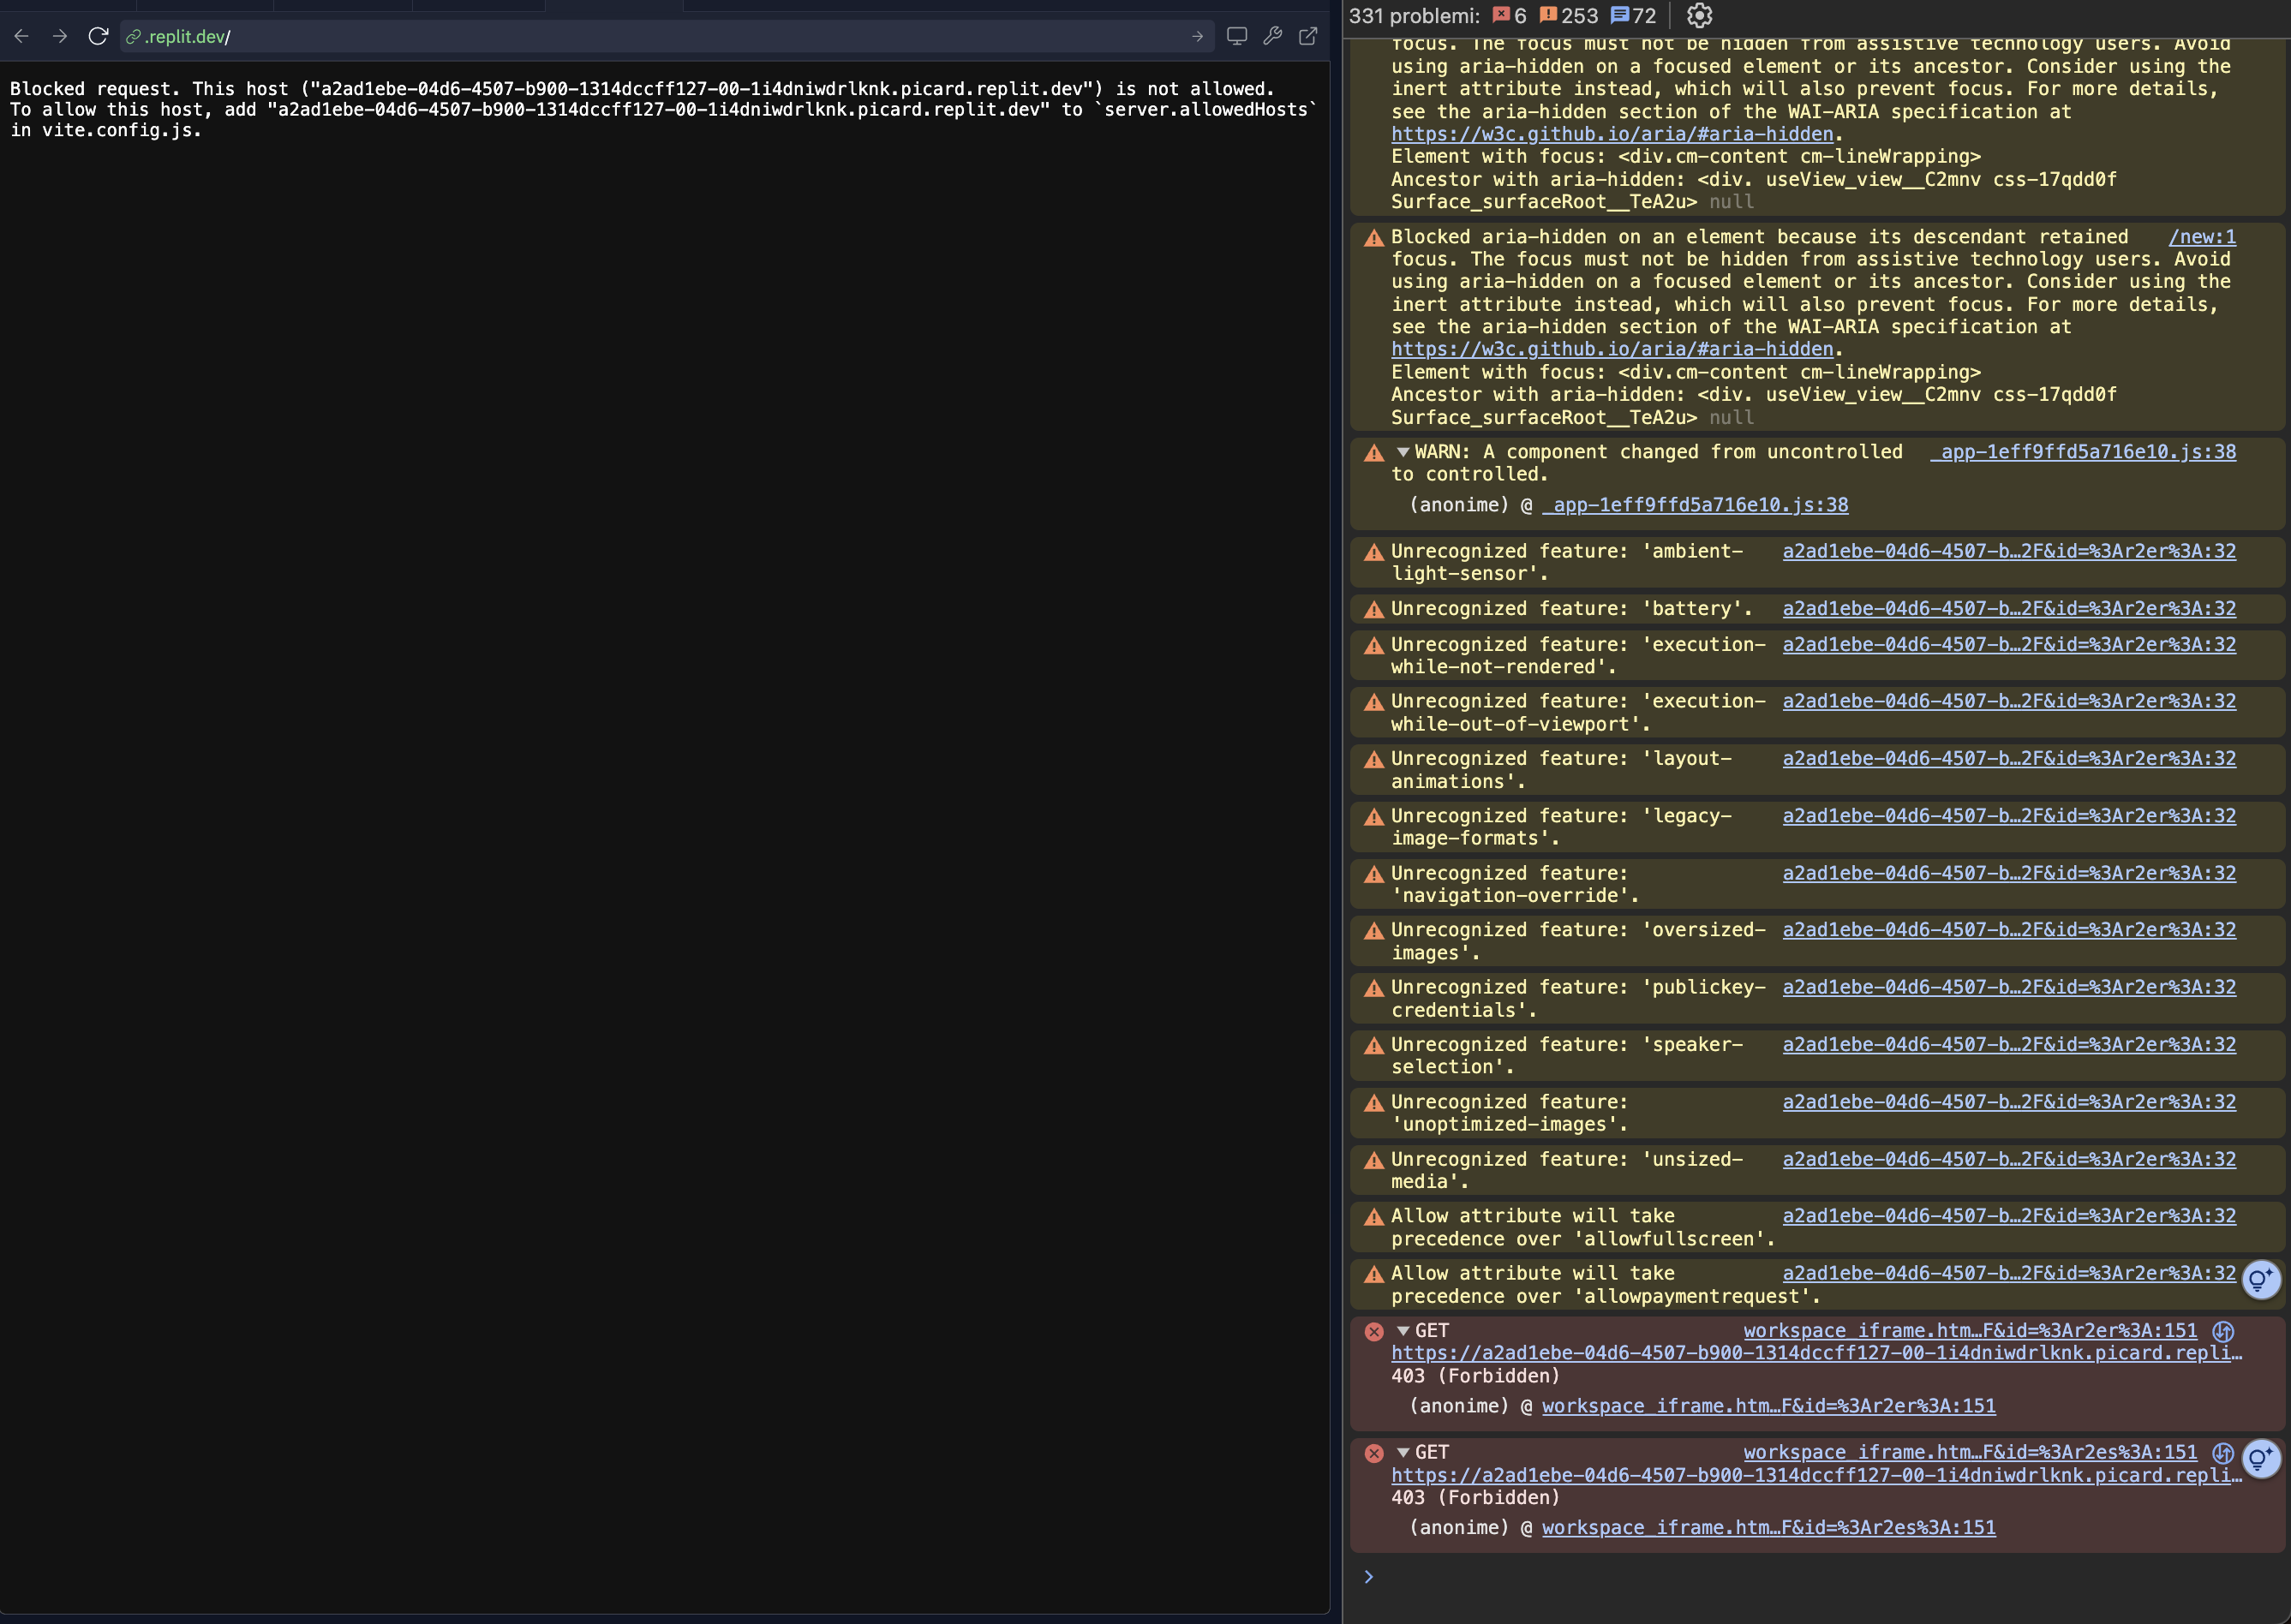 .replit.dev/
Blocked request. This host ("a2ad1ebe-04d6-4507-b900-1314dccff127-00-1i4dniwdrlknk.picard.replit.dev") is not allowed.
To allow this host, add "a2ad1ebe-04d6-4507-b900-1314dccff127-00-1i4dniwdrlknk.picard.replit.dev" to `server.allowedHosts`
in vite.config.js.
331 problemi: 6 253 72
focus. The focus must not be hidden from assistive technology users. Avoid
using aria-hidden on a focused element or its ancestor. Consider using the
inert attribute instead, which will also prevent focus. For more details,
see the aria-hidden section of the WAI-ARIA specification at
https://w3c.github.io/aria/#aria-hidden.
Element with focus: <div.cm-content cm-lineWrapping>
Ancestor with aria-hidden: <div. useView_view__C2mnv css-17qdd0f
Surface_surfaceRoot__TeA2u> null
Blocked aria-hidden on an element because its descendant retained /new:1
focus. The focus must not be hidden from assistive technology users. Avoid
using aria-hidden on a focused element or its ancestor. Consider using the
inert attribute instead, which will also prevent focus. For more details,
see the aria-hidden section of the WAI-ARIA specification at
https://w3c.github.io/aria/#aria-hidden.
Element with focus: <div.cm-content cm-lineWrapping>
Ancestor with aria-hidden: <div. useView_view__C2mnv css-17qdd0f
Surface_surfaceRoot__TeA2u> null
WARN: A component changed from uncontrolled _app-1eff9ffd5a716e10.js:38
to controlled.
(anonime) @ _app-1eff9ffd5a716e10.js:38
Unrecognized feature: 'ambient- a2ad1ebe-04d6-4507-b…2F&id=%3Ar2er%3A:32
light-sensor'.
Unrecognized feature: 'battery'. a2ad1ebe-04d6-4507-b…2F&id=%3Ar2er%3A:32
Unrecognized feature: 'execution- a2ad1ebe-04d6-4507-b…2F&id=%3Ar2er%3A:32
while-not-rendered'.
Unrecognized feature: 'execution- a2ad1ebe-04d6-4507-b…2F&id=%3Ar2er%3A:32
while-out-of-viewport'.
Unrecognized feature: 'layout- a2ad1ebe-04d6-4507-b…2F&id=%3Ar2er%3A:32
animations'.
Unrecognized feature: 'legacy- a2ad1ebe-04d6-4507-b…2F&id=%3Ar2er%3A:32
image-formats'.
Unrecognized feature: a2ad1ebe-04d6-4507-b…2F&id=%3Ar2er%3A:32
'navigation-override'.
Unrecognized feature: 'oversized- a2ad1ebe-04d6-4507-b…2F&id=%3Ar2er%3A:32
images'.
Unrecognized feature: 'publickey- a2ad1ebe-04d6-4507-b…2F&id=%3Ar2er%3A:32
credentials'.
Unrecognized feature: 'speaker- a2ad1ebe-04d6-4507-b…2F&id=%3Ar2er%3A:32
selection'.
Unrecognized feature: a2ad1ebe-04d6-4507-b…2F&id=%3Ar2er%3A:32
'unoptimized-images'.
Unrecognized feature: 'unsized- a2ad1ebe-04d6-4507-b…2F&id=%3Ar2er%3A:32
media'.
Allow attribute will take a2ad1ebe-04d6-4507-b…2F&id=%3Ar2er%3A:32
precedence over 'allowfullscreen'.
Allow attribute will take a2ad1ebe-04d6-4507-b…2F&id=%3Ar2er%3A:32
precedence over 'allowpaymentrequest'.
GET workspace_iframe.htm…F&id=%3Ar2er%3A:151
https://a2ad1ebe-04d6-4507-b900-1314dccff127-00-1i4dniwdrlknk.picard.repli…
403 (Forbidden)
(anonime) @ workspace_iframe.htm…F&id=%3Ar2er%3A:151
GET workspace_iframe.htm…F&id=%3Ar2es%3A:151
https://a2ad1ebe-04d6-4507-b900-1314dccff127-00-1i4dniwdrlknk.picard.repli…
403 (Forbidden)
(anonime) @ workspace_iframe.htm…F&id=%3Ar2es%3A:151